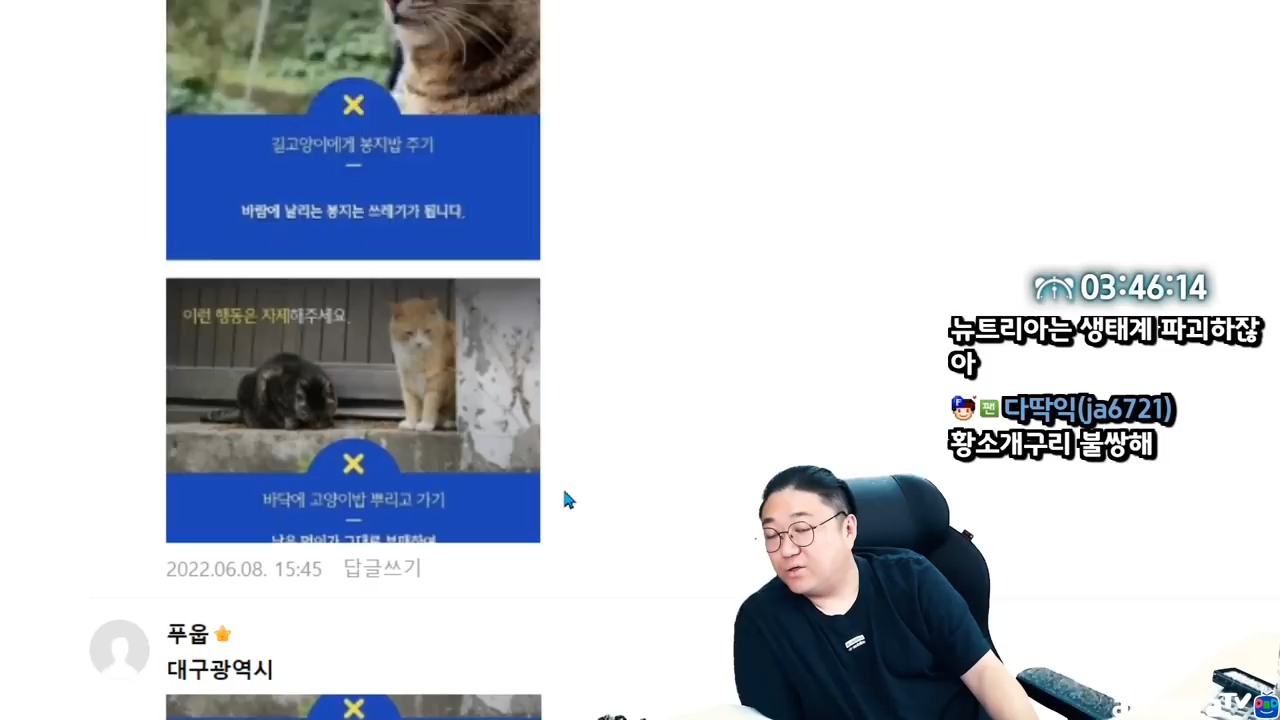 길고양이에게 봉지밥 주기
바람에 날리는 봉지는 쓰레기가 됩니다.
이런 행동은 자제해주세요.
바닥에 고양이밥 뿌리고 가기
2022.06.08. 15:45 답글쓰기
푸웁
대구광역시
03:46:14
뉴트리아는 생태계 파괴하잖
아
팬 다딱익(ja6721)
황소개구리 불쌍해